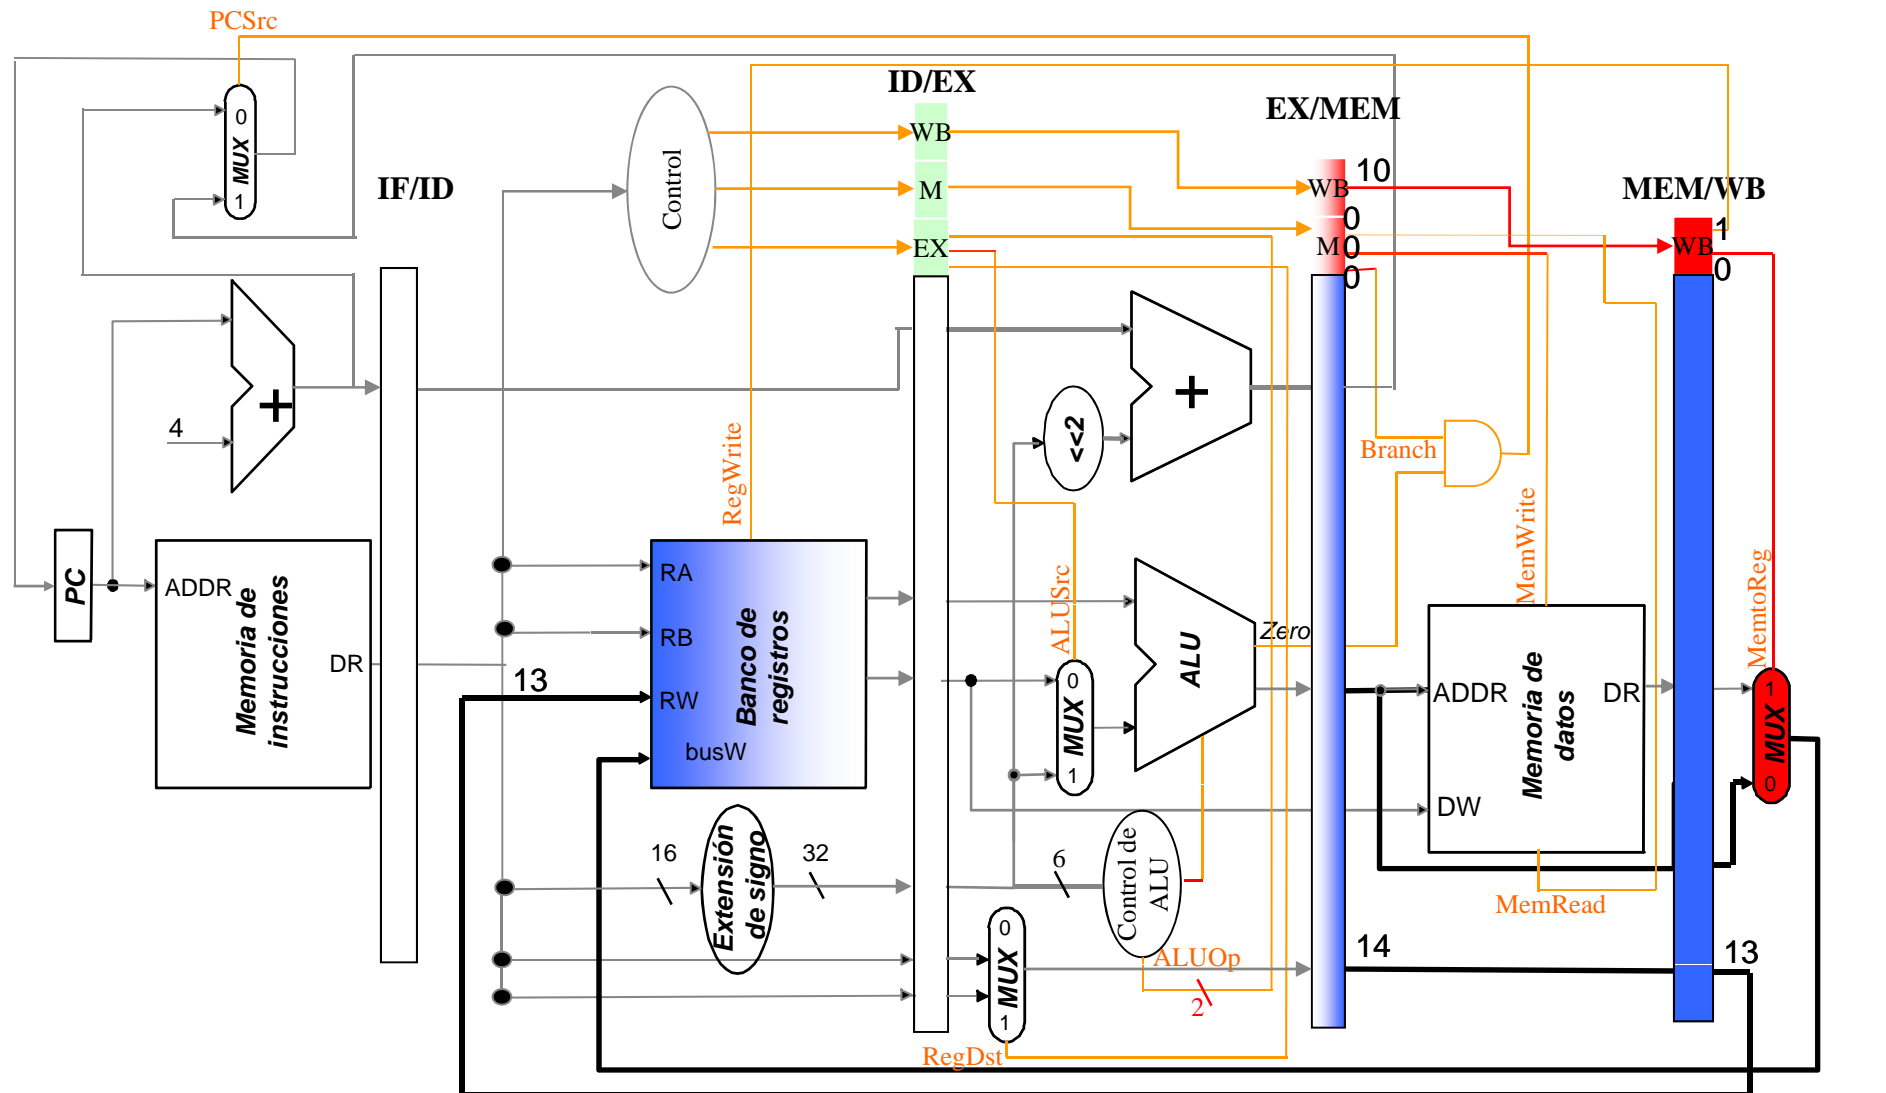 PCSrc
ID/EX
EX/MEM
IF/ID
MEM/WB
0
MUX
1
Control
WB
M
EX
WB
10
0
M
0
0
WB
1
0
+
4
+
<<2
RegWrite
Branch
MemWrite
MemtoReg
PC
ADDR
Memoria de
instrucciones
DR
RA
RB
13
RW
busW
Banco de
registros
ALUSrc
0
MUX
1
ALU
Zero
ADDR
DR
Memoria de
datos
DW
1
MUX
0
16
Extensión
de signo
32
6
Control de
ALU
MemRead
0
MUX
1
ALUOp
2
14
13
RegDst